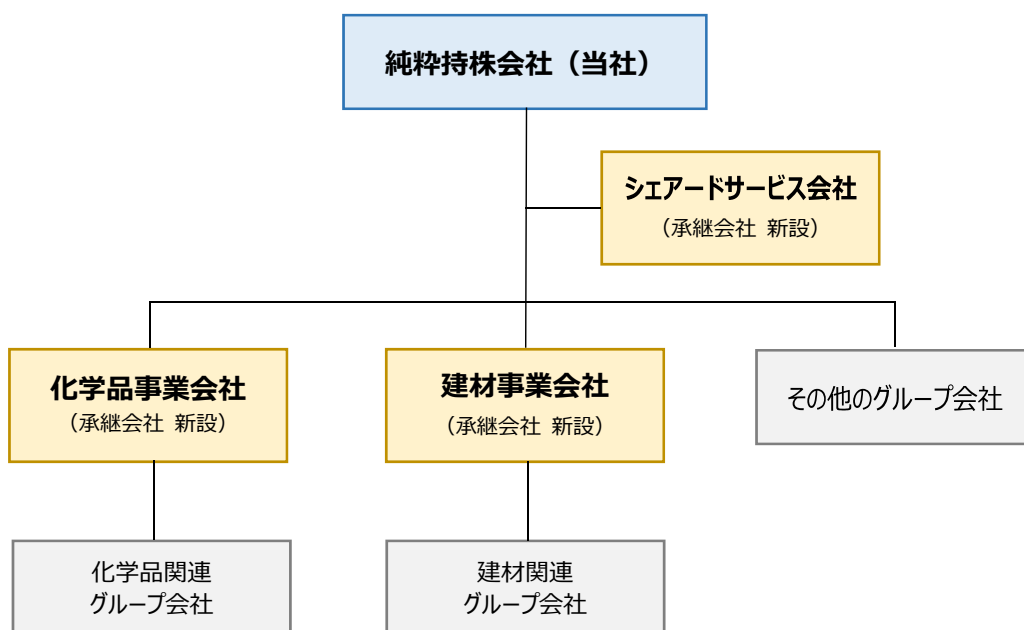 純粋持株会社（当社）
シェアードサービス会社
（承継会社 新設）
化学品事業会社
（承継会社 新設）
建材事業会社
（承継会社 新設）
その他のグループ会社
化学品関連
グループ会社
建材関連
グループ会社